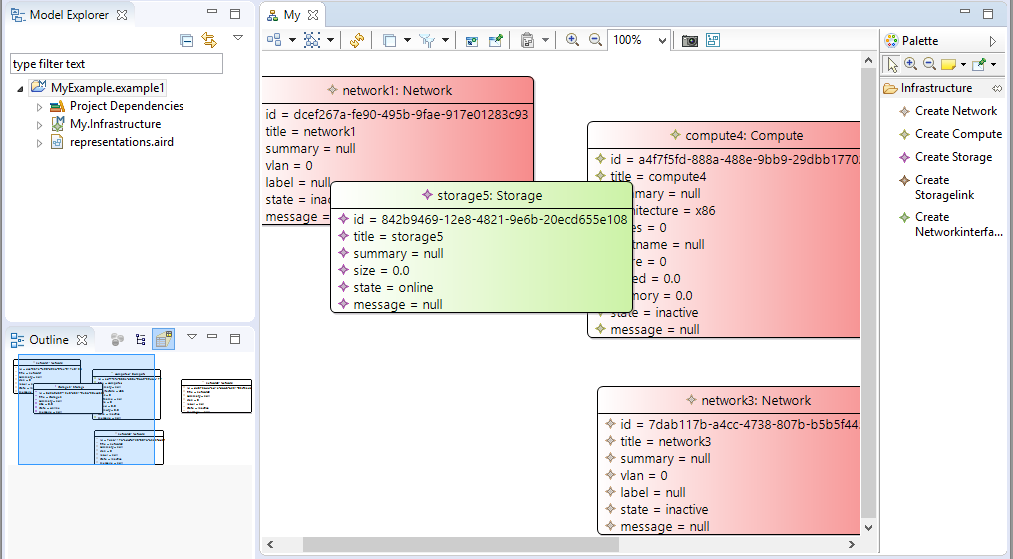 Model Explorer
type filter text
MyExample.example1
Project Dependencies
My.Infrastructure
representations.aird
Outline
My
100%
network1: Network
id = dcef267a-fe90-495b-9fae-917e01283c93
title = network1
summary = null
vlan = 0
label = null
state = inac
message =
storage5: Storage
id = 842b9469-12e8-4821-9e6b-20ecd655e108
title = storage5
summary = null
size = 0.0
state = online
message = null
compute4: Compute
id = a4f7f5fd-888a-488e-9bb9-29dbb1770
title = compute4
mmary = null
hitecture = x86
es = 0
tname = null
re = 0
ed = 0.0
mory = 0.0
state = inactive
message = null
network3: Network
id = 7dab117b-a4cc-4738-807b-b5b5f44
title = network3
summary = null
vlan = 0
label = null
state = inactive
message = null
Palette
Infrastructure
Create Network
Create Compute
Create Storage
Create
Storagelink
Create
Networkinterfa...